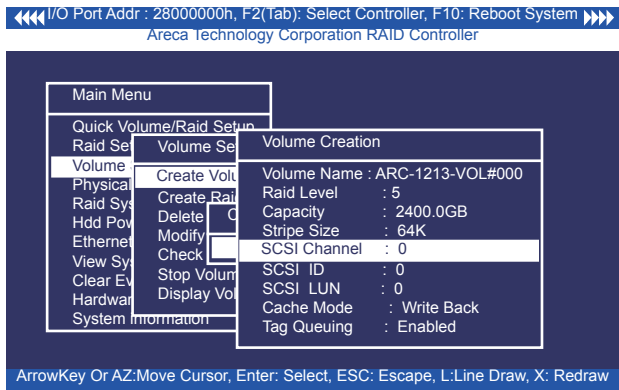 I/O Port Addr : 28000000h, F2(Tab): Select Controller, F10: Reboot System
Areca Technology Corporation RAID Controller
Main Menu
Quick Volume/Raid Setup
Raid Set
Volume
Physical
Raid Sys
Hdd Pow
Ethernet
View Sys
Clear Ev
Hardwar
System Information
Volume Set
Create Volu
Create Raid
Delete
Modify
Check
Stop Volum
Display Vol
C
Volume Creation
Volume Name : ARC-1213-VOL#000
Raid Level : 5
Capacity : 2400.0GB
Stripe Size : 64K
SCSI Channel : 0
SCSI ID : 0
SCSI LUN : 0
Cache Mode : Write Back
Tag Queuing : Enabled
ArrowKey Or AZ:Move Cursor, Enter: Select, ESC: Escape, L:Line Draw, X: Redraw